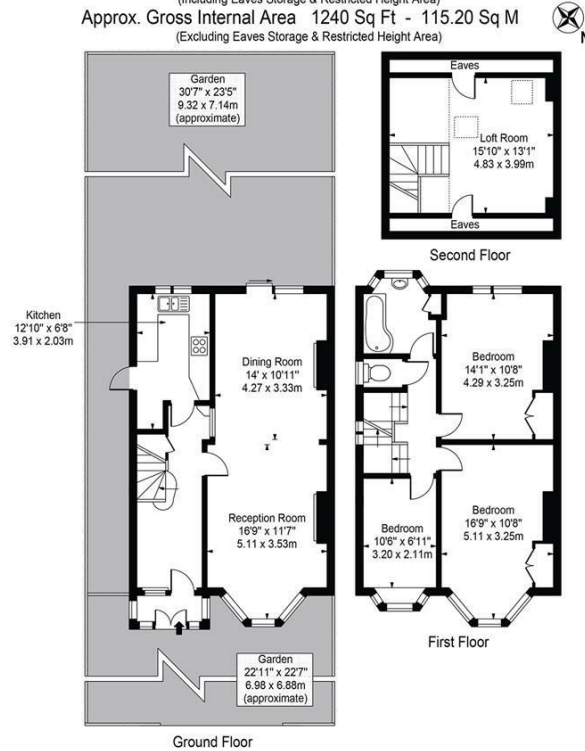 (Including Eaves Storage & Restricted Height Area)
Approx. Gross Internal Area 1240 Sq Ft - 115.20 Sq M
(Excluding Eaves Storage & Restricted Height Area)
N
Garden
30'7" x 23'5"
9.32 x 7.14m
(approximate)
Eaves
Loft Room
15'10" x 13'1"
4.83 x 3.99m
Eaves
Second Floor
Kitchen
12'10" x 6'8"
3.91 x 2.03m
Dining Room
14' x 10'11"
4.27 x 3.33m
Bedroom
14'1" x 10'8"
4.29 x 3.25m
Reception Room
16'9" x 11'7"
5.11 x 3.53m
Bedroom
10'6" x 6'11"
3.20 x 2.11m
Bedroom
16'9" x 10'8"
5.11 x 3.25m
First Floor
Garden
22'11" x 22'7"
6.98 x 6.88m
(approximate)
Ground Floor